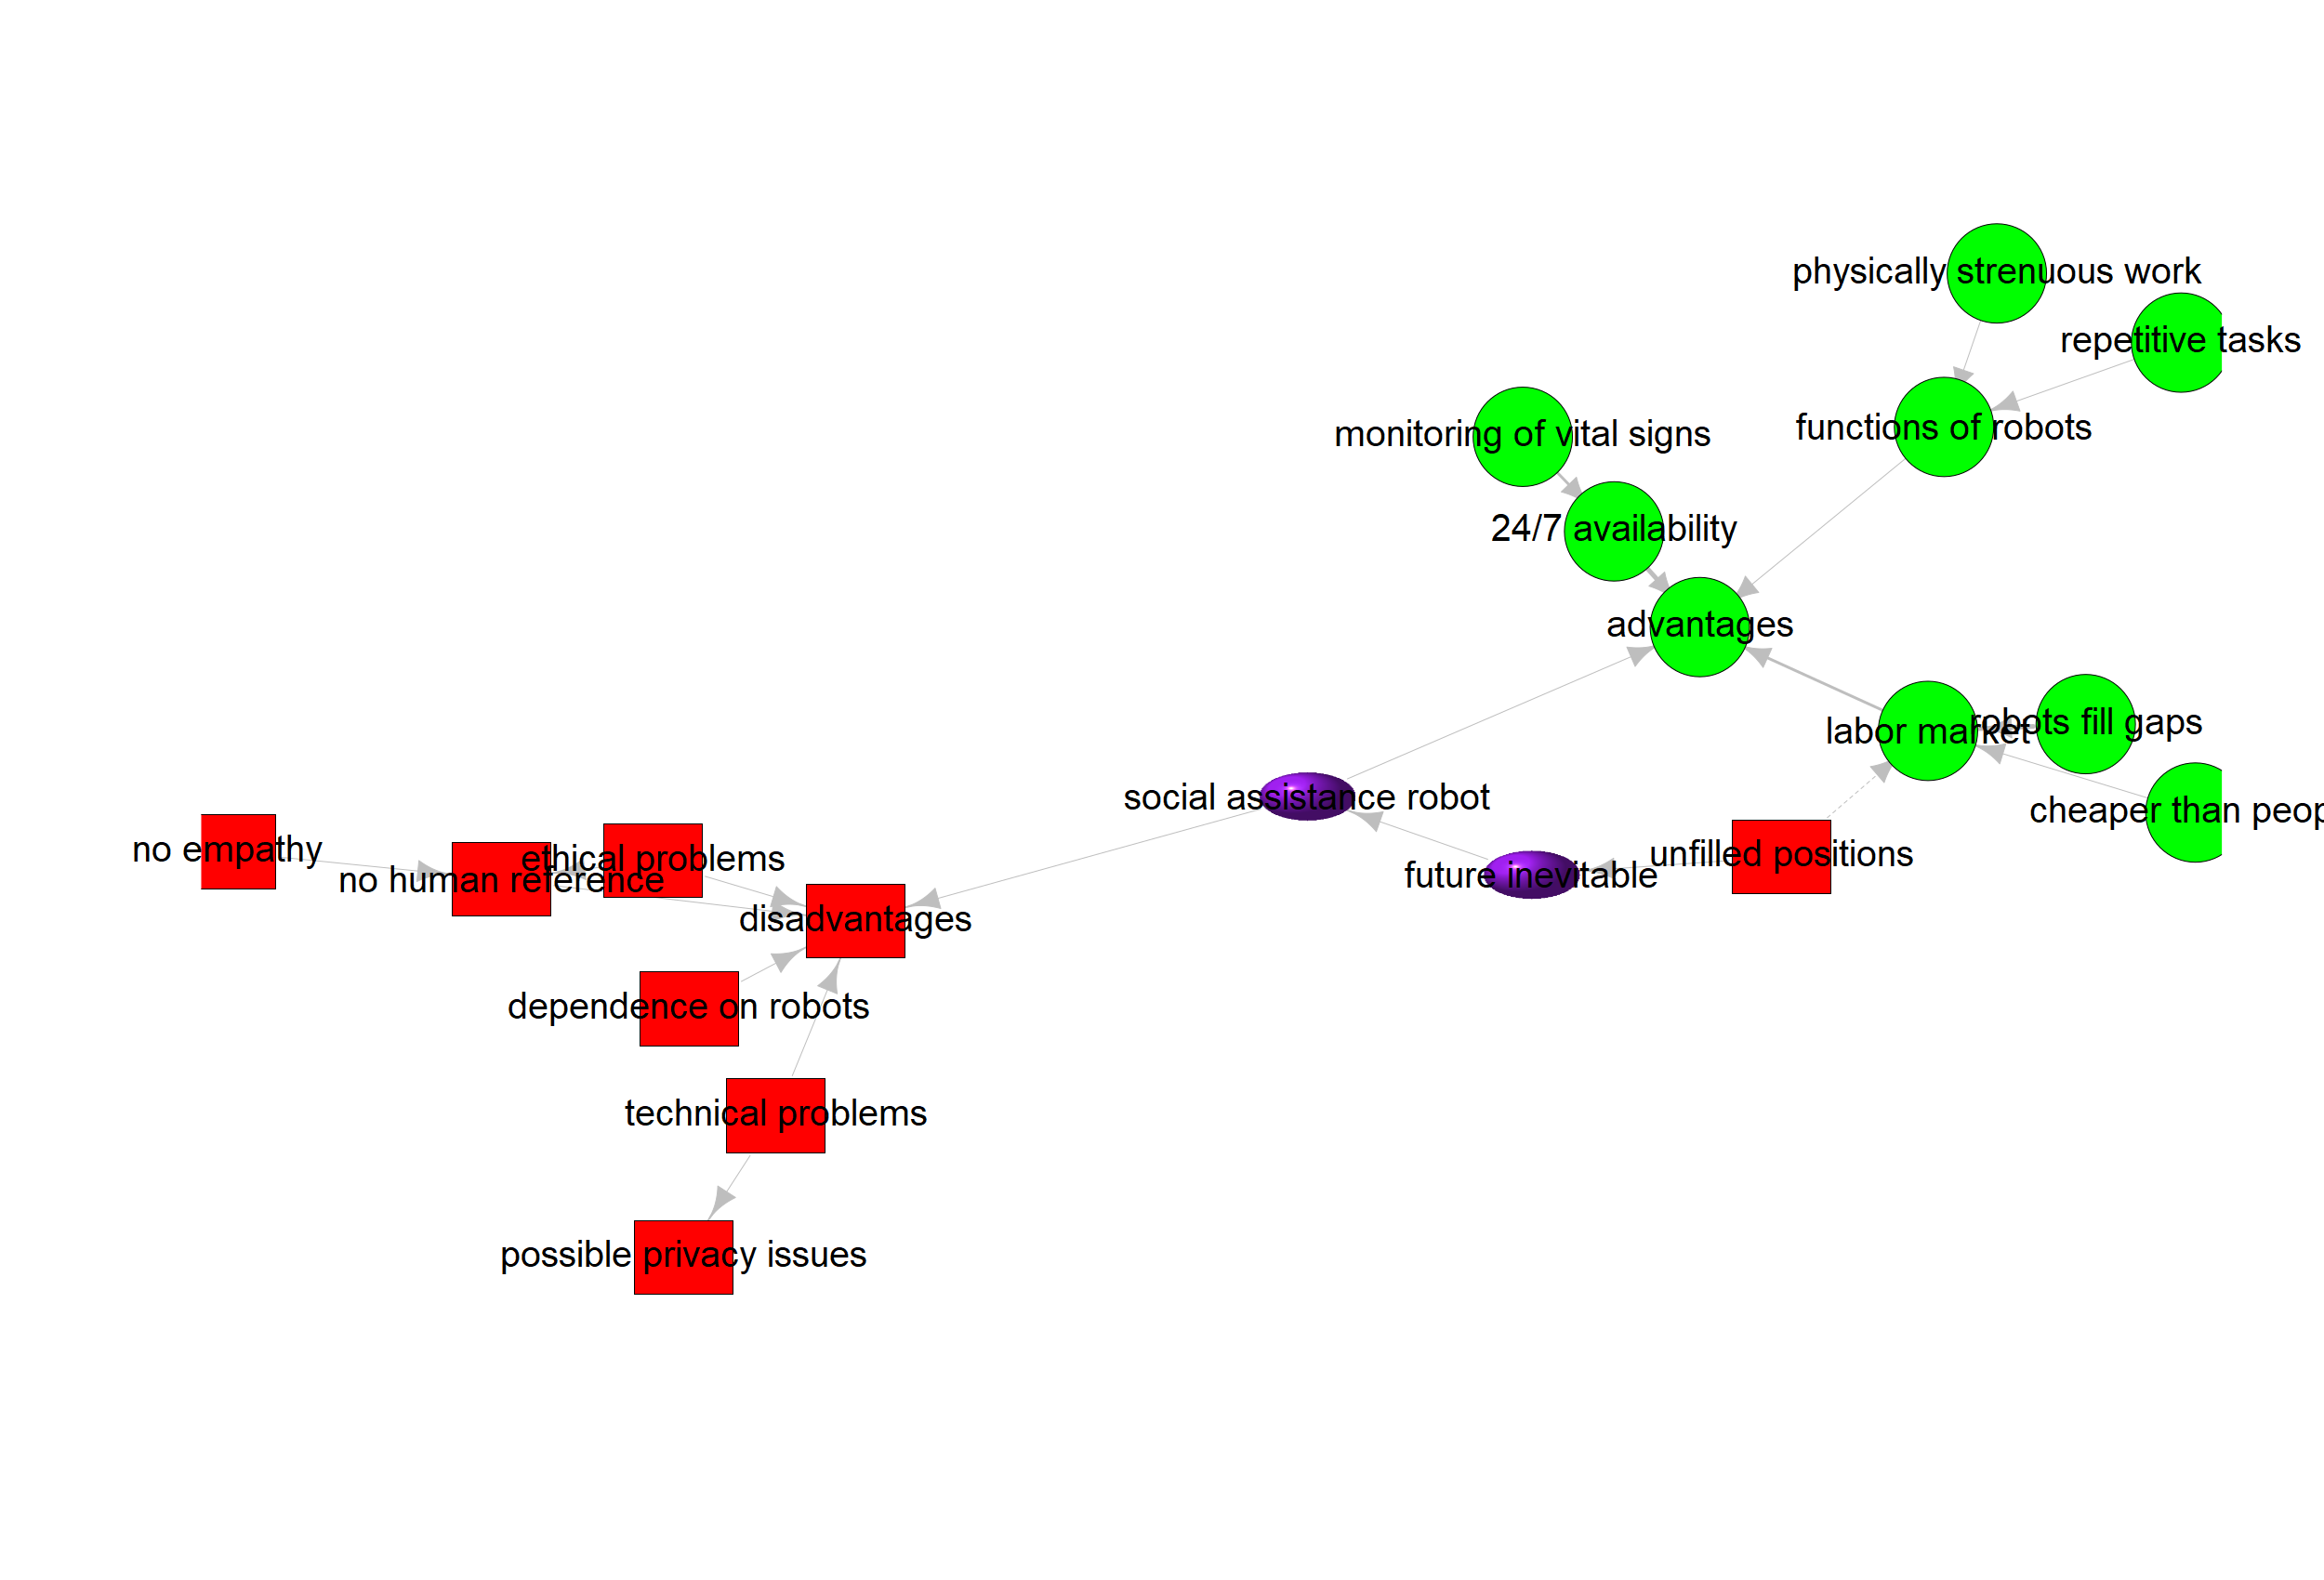 physically strenuous work
repetitive tasks
functions of robots
monitoring of vital signs
24/7 availability
advantages
robots fill gaps
labor market
social assistance robot
cheaper than peop
no empathy
ethical problems
unfilled positions
future inevitable
no human reference
disadvantages
dependence on robots
technical problems
possible privacy issues